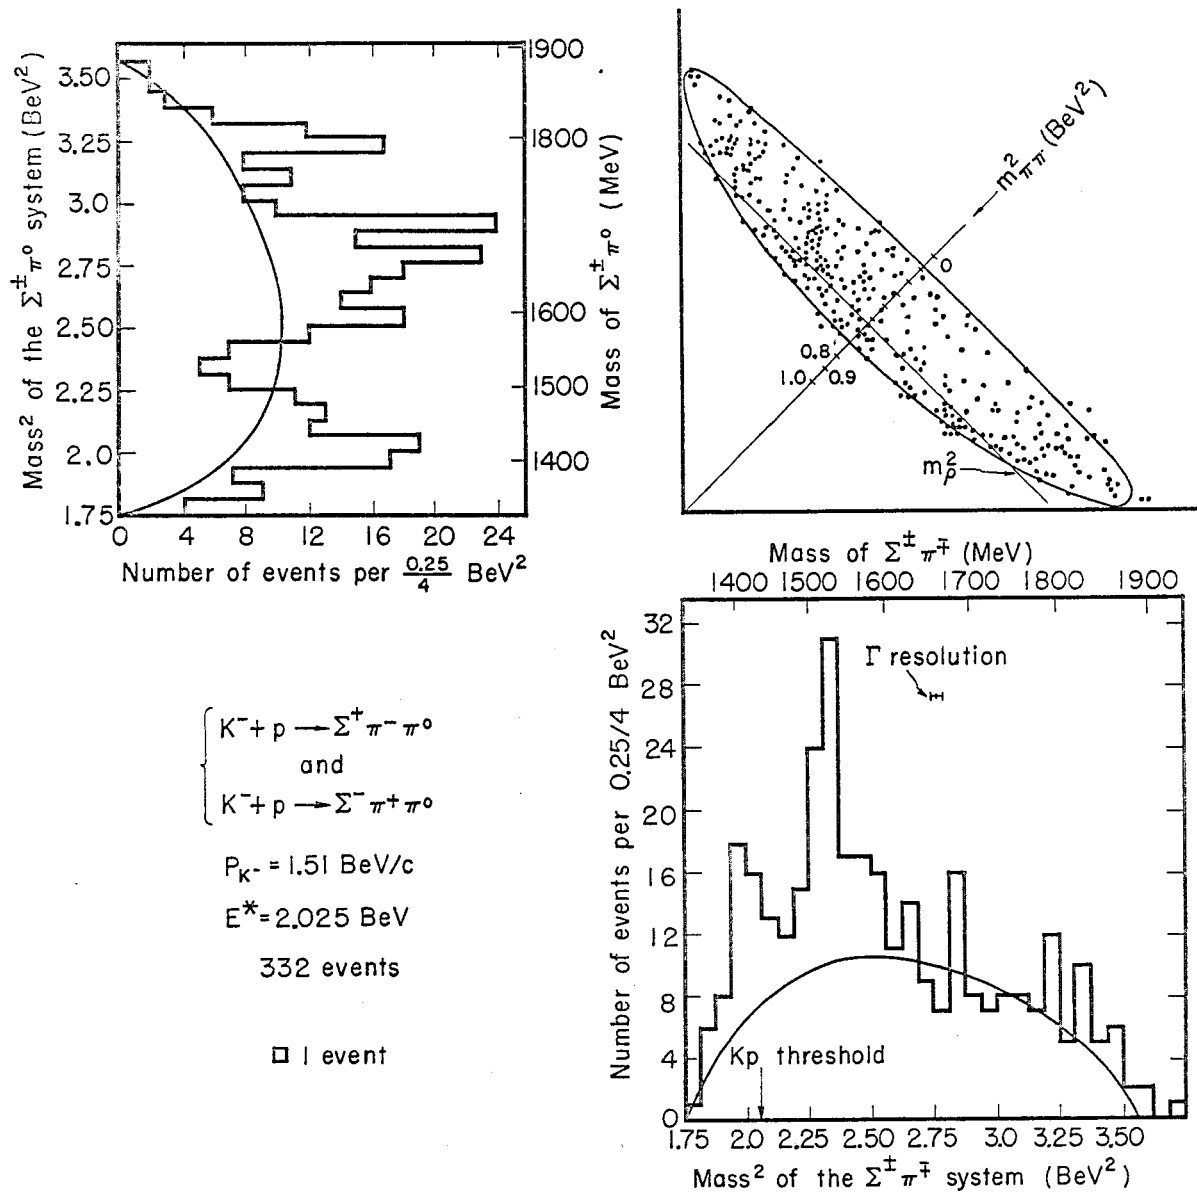 Mass² of the Σ± π° system (BeV²)
3.50
3.25
3.0
2.75
2.50
2.25
2.0
1.75
0 4 8 12 16 20 24
Number of events per 0.25/4 BeV²
1900
1800
1600
1500
1400
Mass of Σ± π° (MeV)
m²ππ (BeV²)
0
0.8
0.9
1.0
m²ρ
Mass of Σ± π∓ (MeV)
1400 1500 1600 1700 1800 1900
Number of events per 0.25/4 BeV²
32
28
24
20
16
12
8
4
0
Γ resolution
Kp threshold
1.75 2.0 2.25 2.50 2.75 3.0 3.25 3.50
Mass² of the Σ± π∓ system (BeV²)
K⁻+ p → Σ⁺ π⁻ π°
and
K⁻+ p → Σ⁻ π⁺ π°
P_K- = 1.51 BeV/c
E*= 2.025 BeV
332 events
1 event